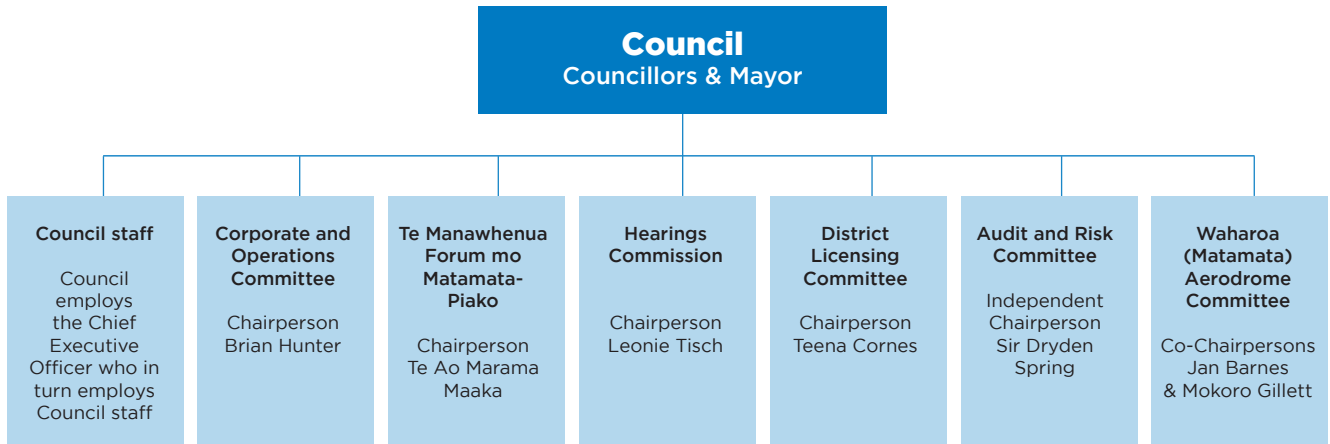 Council
Councillors & Mayor
Council staff
Council
employs
the Chief
Executive
Officer who in
turn employs
Council staff
Corporate and
Operations
Committee
Chairperson
Brian Hunter
Te Manawhenua
Forum mo
Matamata-
Piako
Chairperson
Te Ao Marama
Maaka
Hearings
Commission
Chairperson
Leonie Tisch
District
Licensing
Committee
Chairperson
Teena Cornes
Audit and Risk
Committee
Independent
Chairperson
Sir Dryden
Spring
Waharoa
(Matamata)
Aerodrome
Committee
Co-Chairpersons
Jan Barnes
& Mokoro Gillett